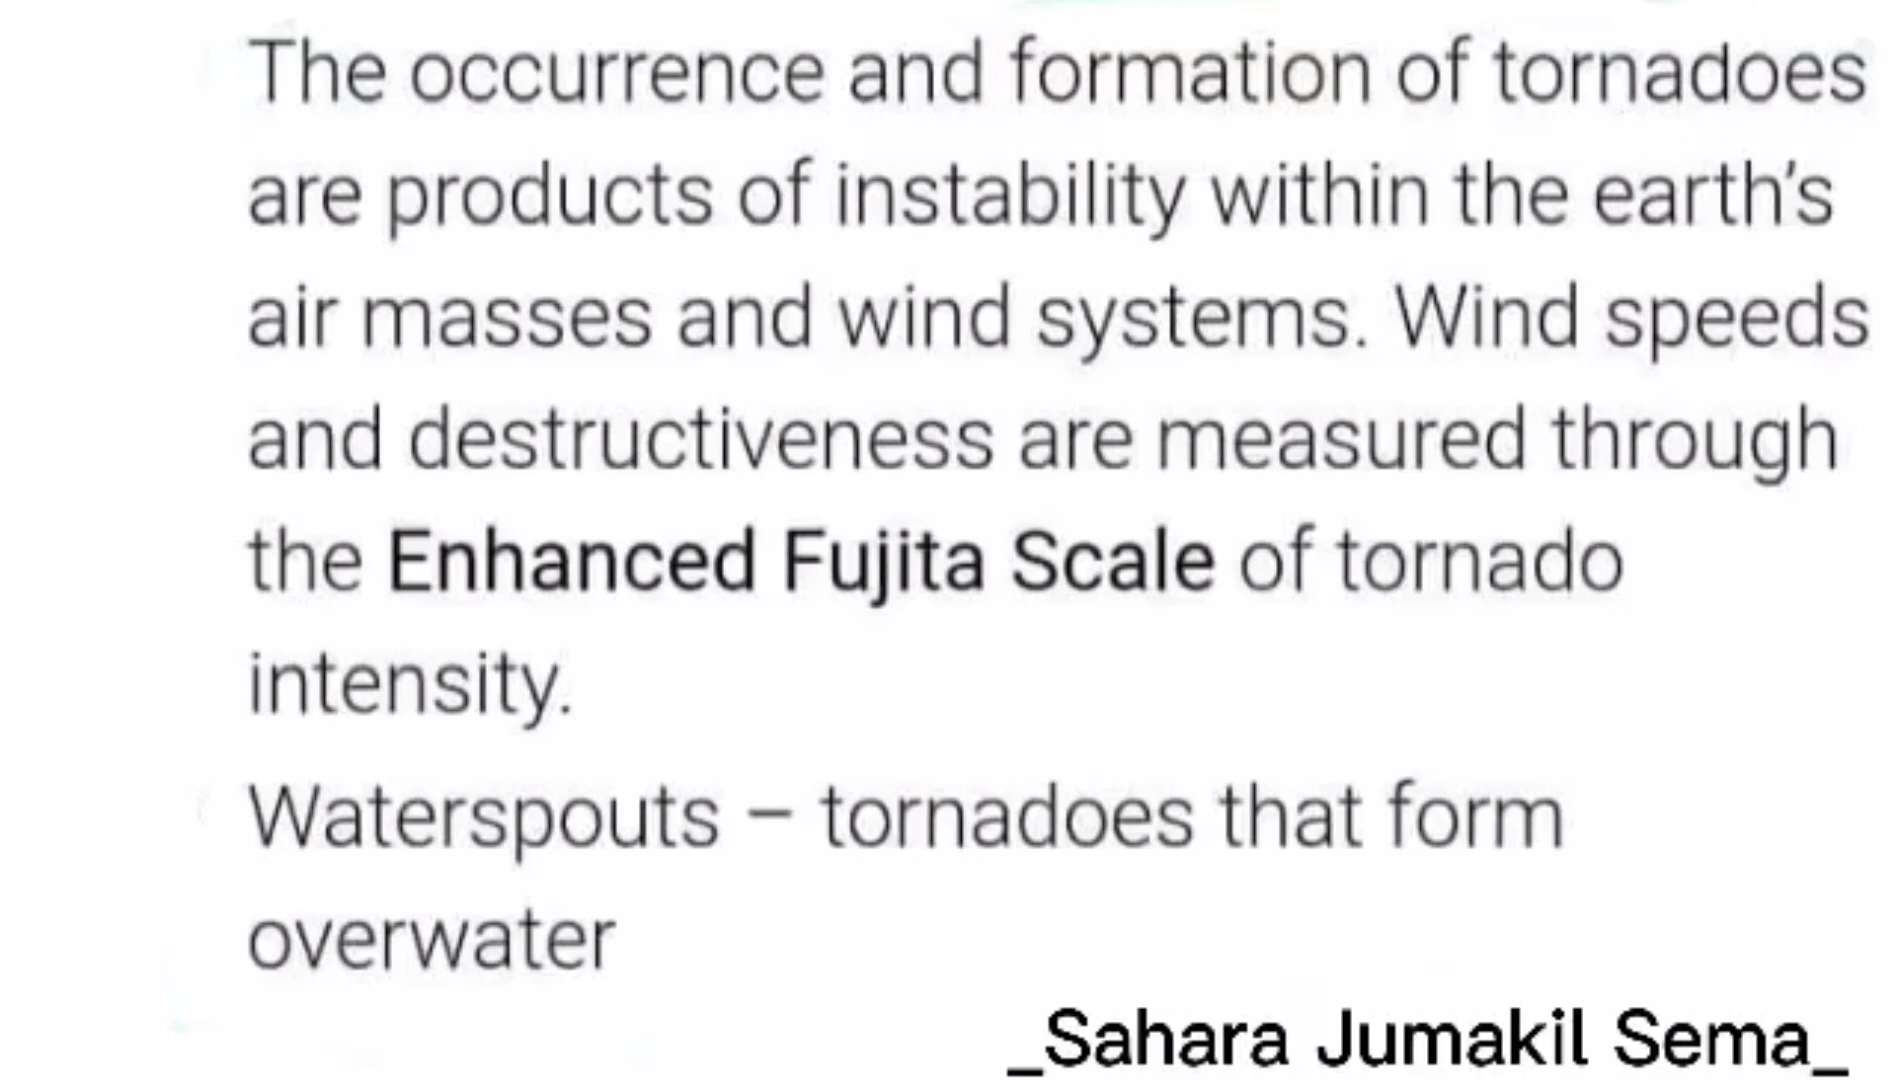 The occurrence and formation of tornadoes
are products of instability within the earth’s
air masses and wind systems. Wind speeds
and destructiveness are measured through
the Enhanced Fujita Scale of tornado
intensity.
Waterspouts – tornadoes that form
overwater
_Sahara Jumakil Sema_